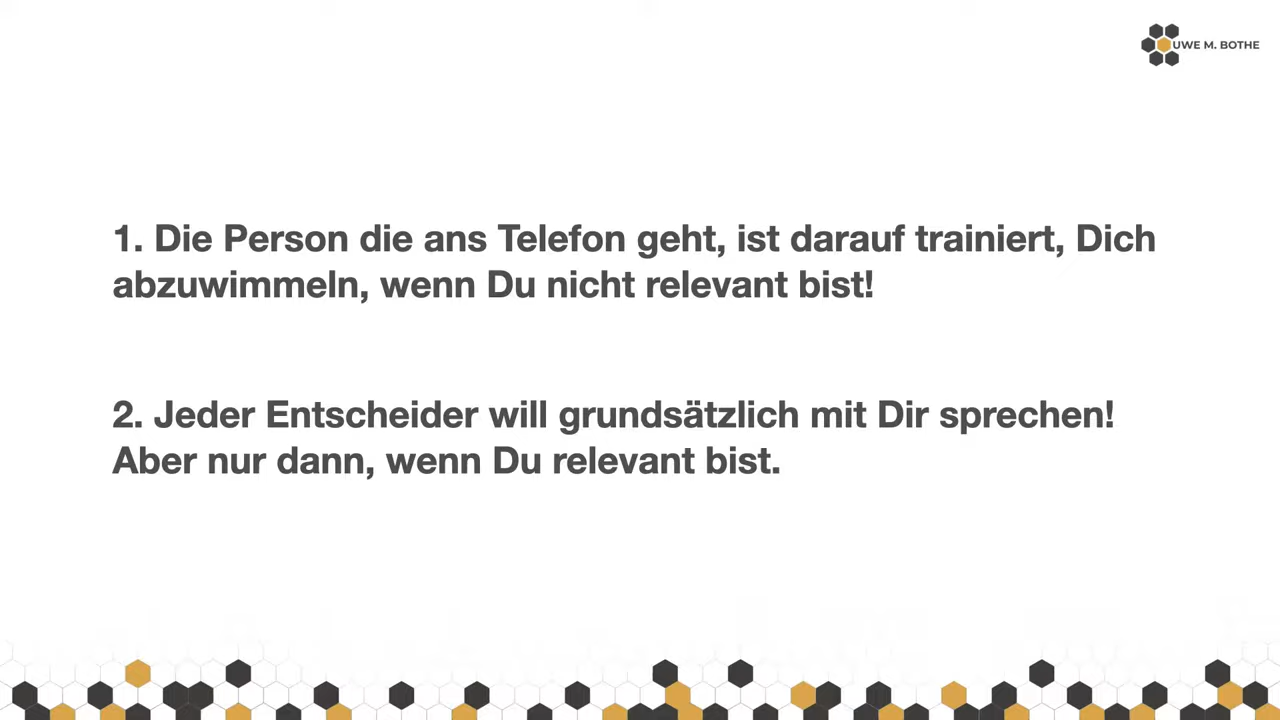 UWE M. BOTHE
1. Die Person die ans Telefon geht, ist darauf trainiert, Dich
abzuwimmeln, wenn Du nicht relevant bist!
2. Jeder Entscheider will grundsätzlich mit Dir sprechen!
Aber nur dann, wenn Du relevant bist.